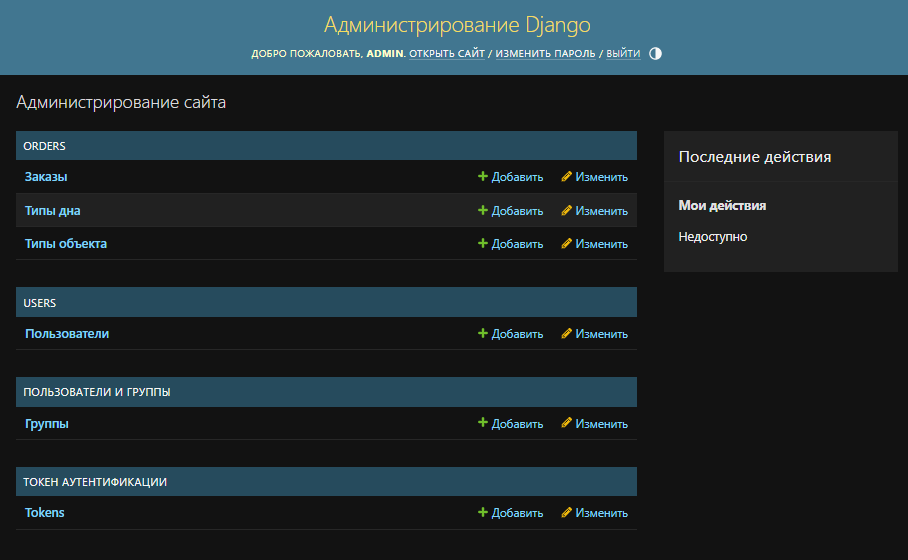 Администрирование Django
ДОБРО ПОЖАЛОВАТЬ, ADMIN. ОТКРЫТЬ САЙТ / ИЗМЕНИТЬ ПАРОЛЬ / ВЫЙТИ
Администрирование сайта
ORDERS
Заказы Добавить Изменить
Типы дна Добавить Изменить
Типы объекта Добавить Изменить
USERS
Пользователи Добавить Изменить
ПОЛЬЗОВАТЕЛИ И ГРУППЫ
Группы Добавить Изменить
ТОКЕН АУТЕНТИФИКАЦИИ
Tokens Добавить Изменить
Последние действия
Мои действия
Недоступно